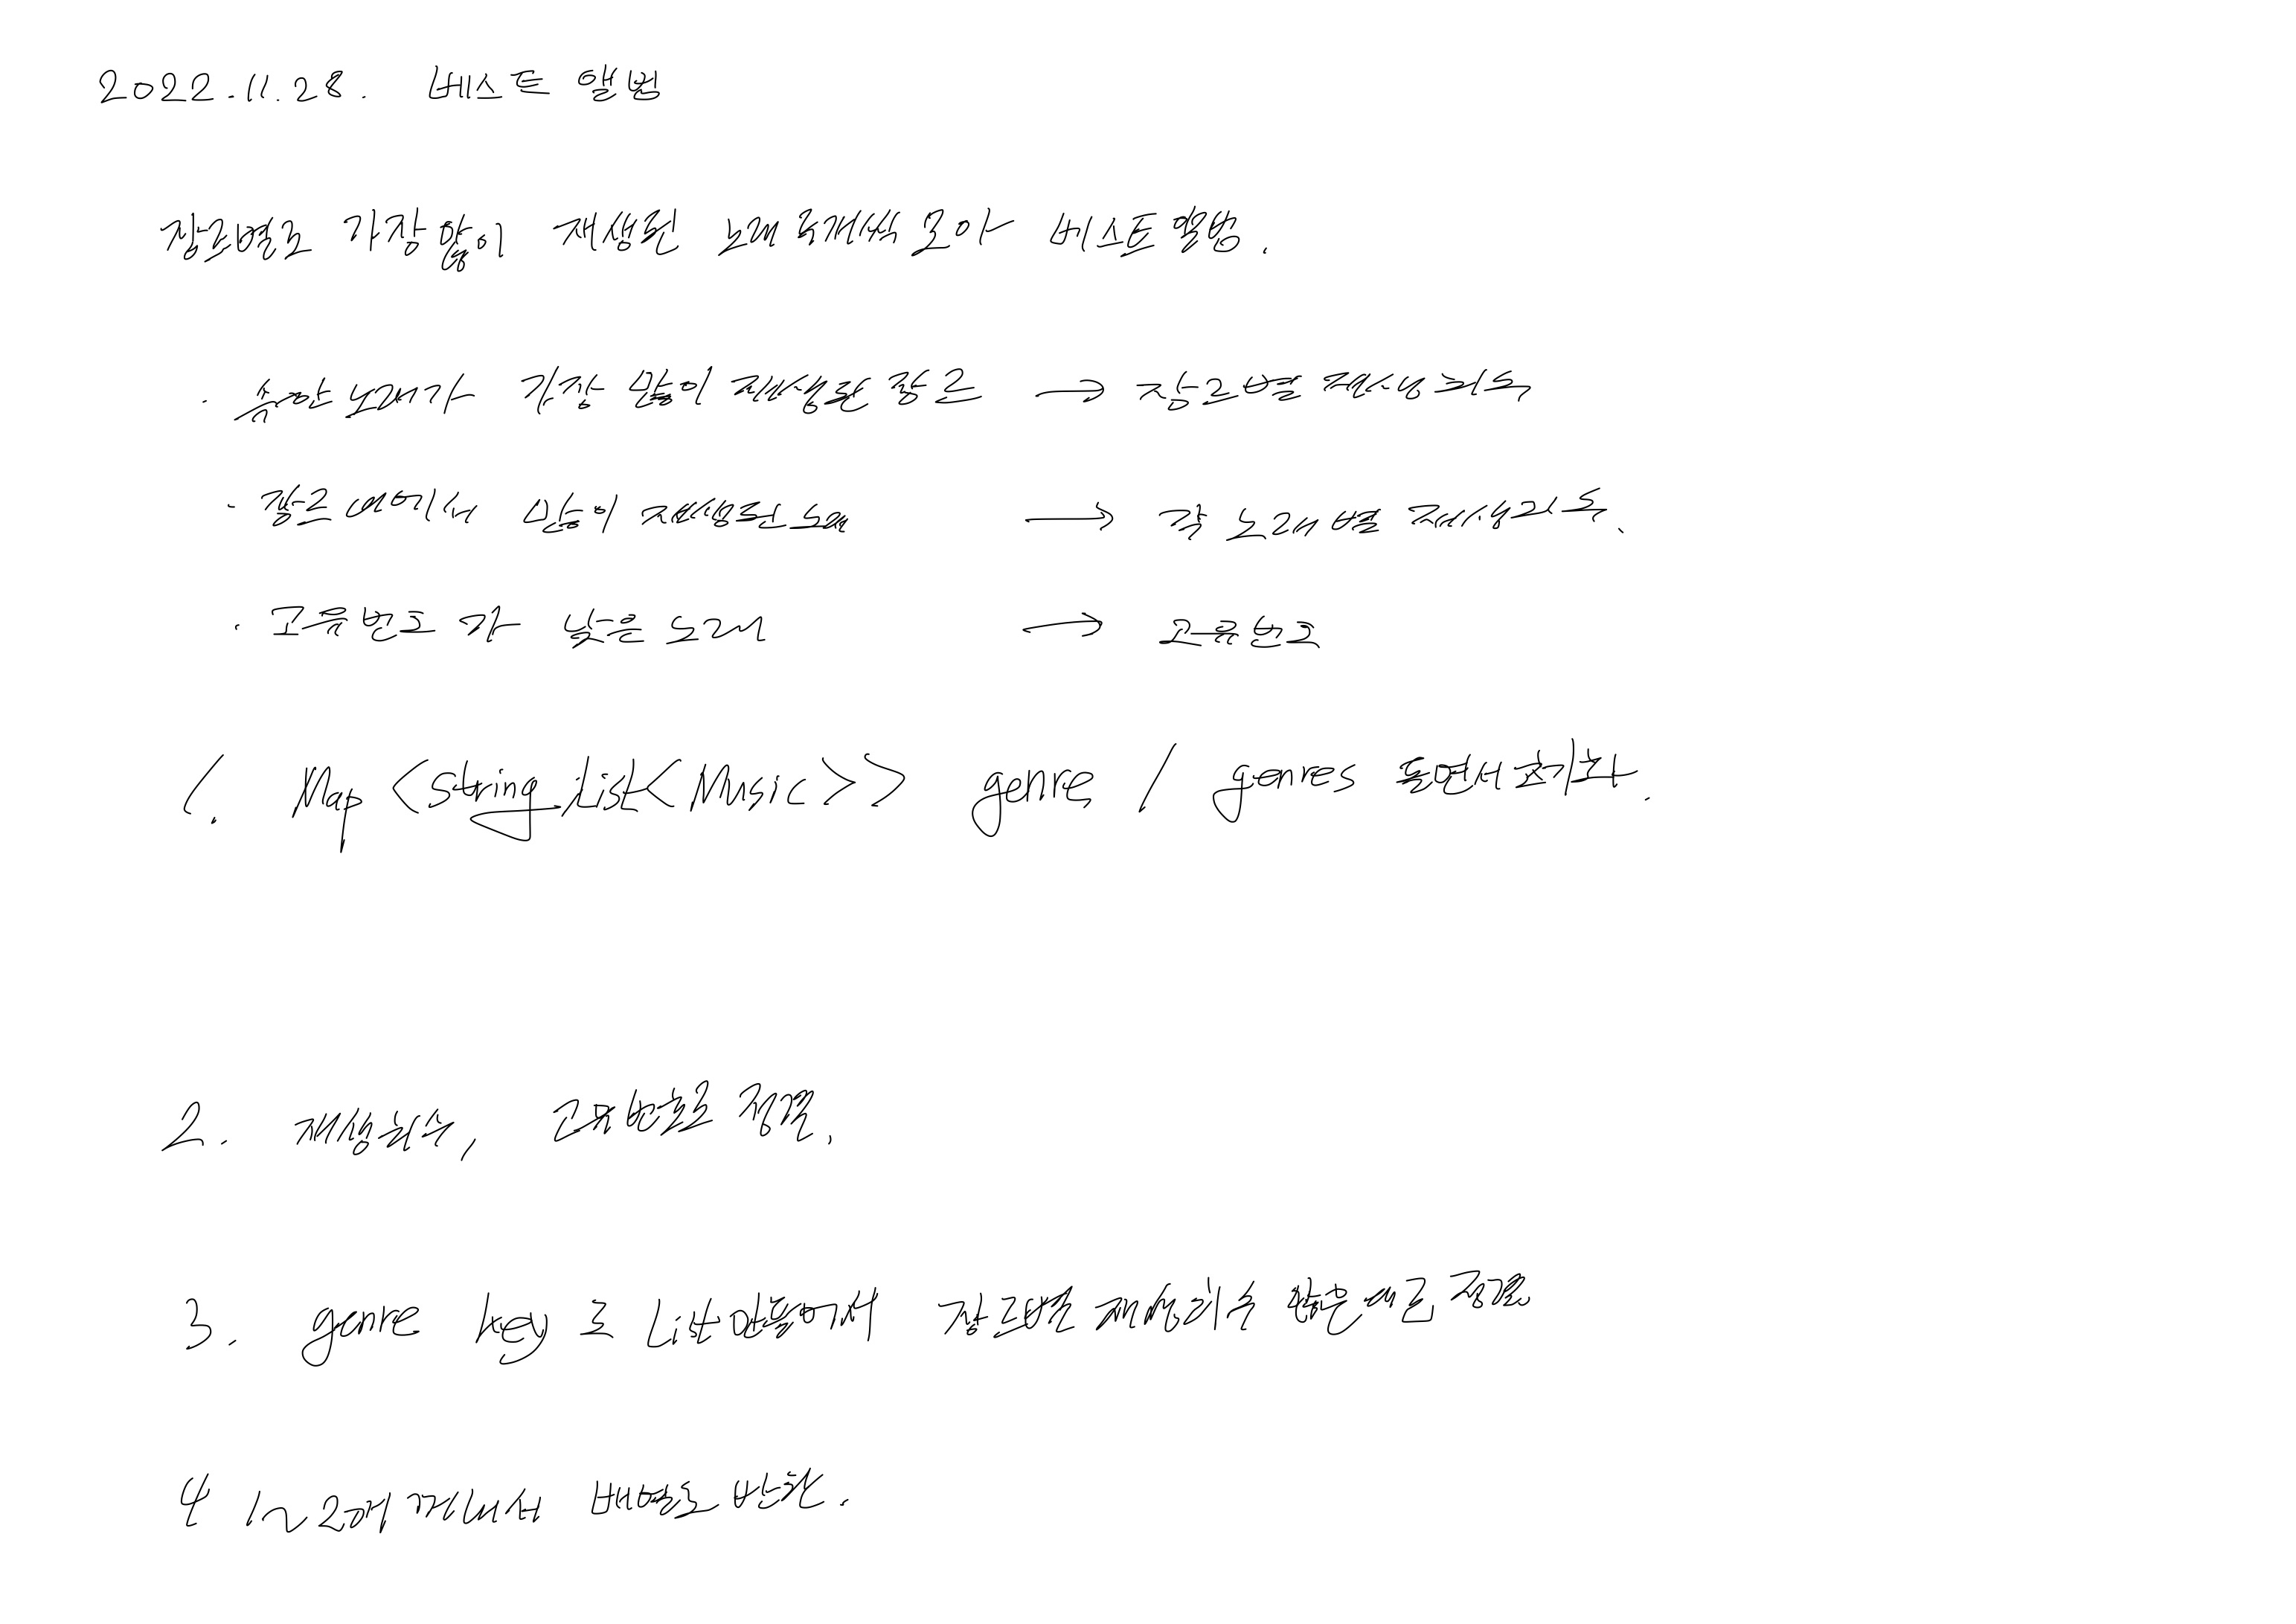 2022.11.28. 베스트 앨범
장르별로 가장 많이 재생된 노래 두개씩 모아 베스트 앨범.
· 속한 노래가 가장 많이 재생된 장르 → 장르별 재생 회수
· 장르 내에서 많이 재생된 노래 → 각 노래 별 재생회수.
· 고유번호가 낮은 노래 → 고유번호
1. Map <String, List<Music>> genre / genres 돌면서 초기화.
2. 재생회수, 고유번호로 정렬.
3. genre key로 List 만들어서 장르별 재생회수 많은대로 정렬.
4 1~2개 꺼내서 배열로 반환.